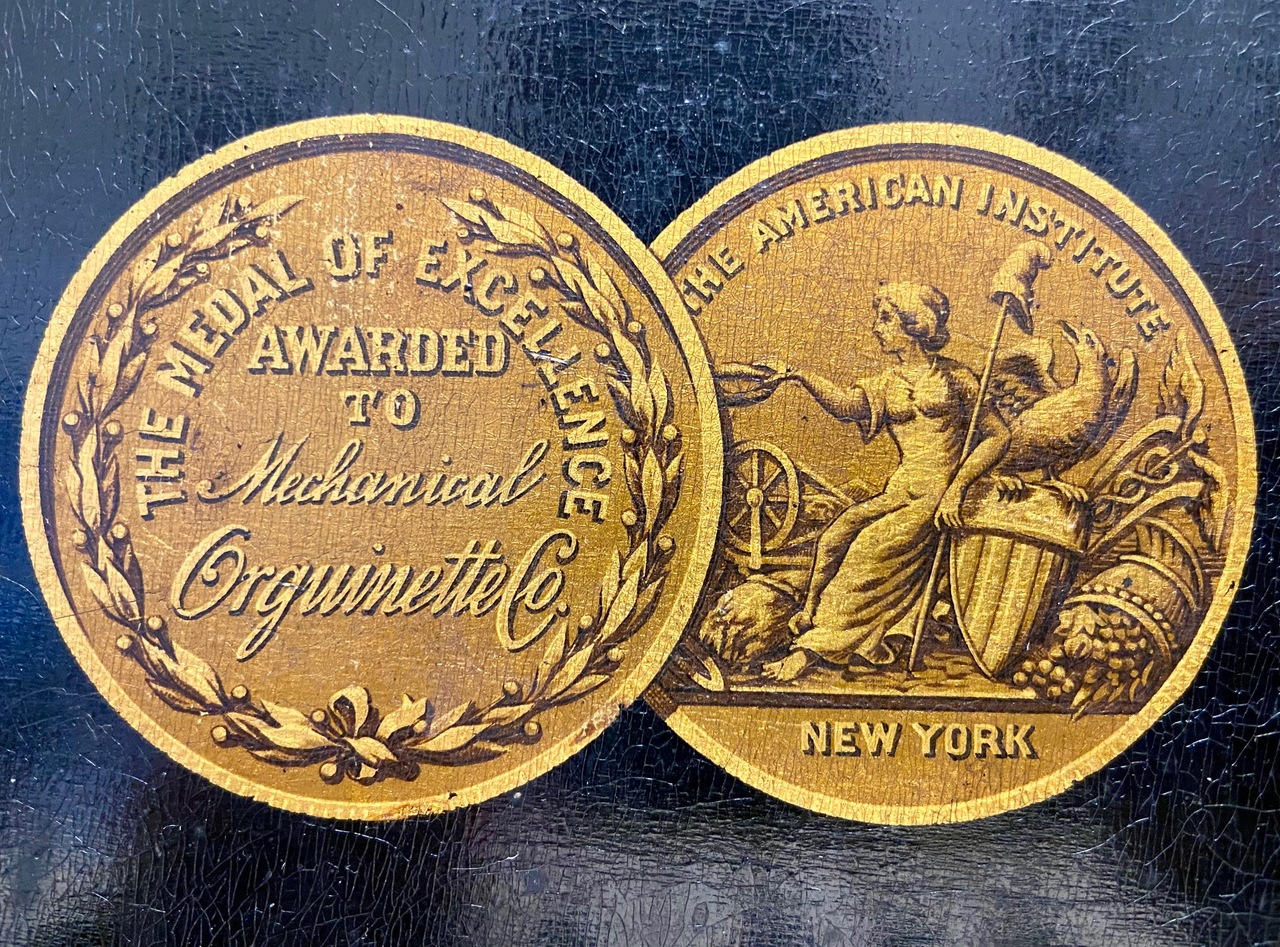 THE MEDAL OF EXCELLENCE
AWARDED
TO
Mechanical
Orguinette Co.
THE AMERICAN INSTITUTE
NEW YORK